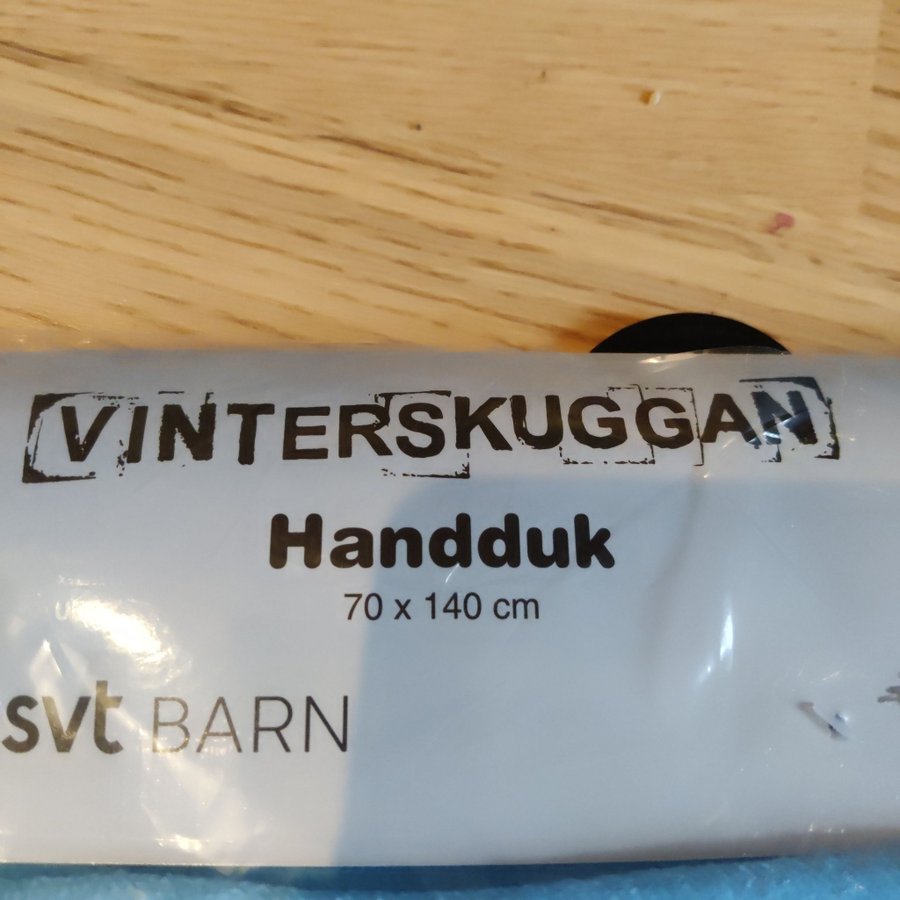 VINTERSKUGGAN
Handduk
70 x 140 cm
svt BARN